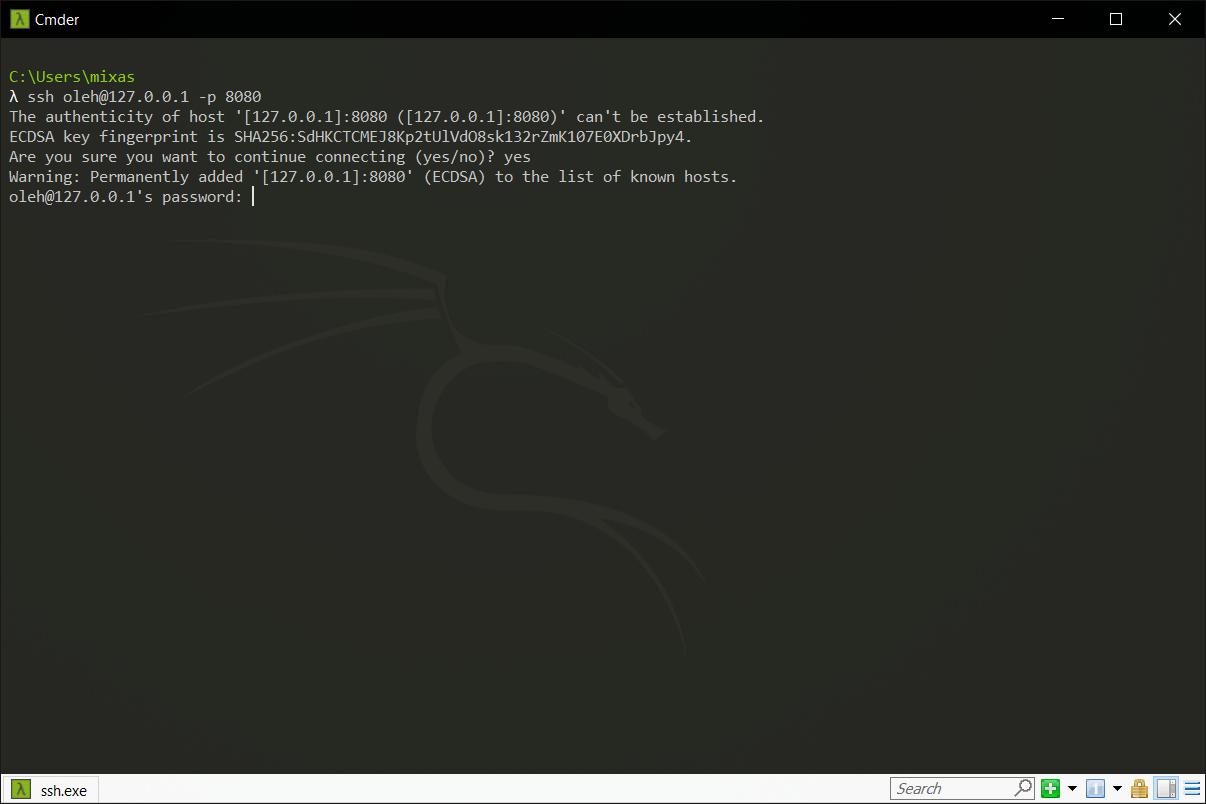 λ Cmder
C:\Users\mixas
λ ssh oleh@127.0.0.1 -p 8080
The authenticity of host '[127.0.0.1]:8080 ([127.0.0.1]:8080)' can't be established.
ECDSA key fingerprint is SHA256:SdHKCTCMEJ8Kp2tUlVdO8sk132rZmK107E0XDrbJpy4.
Are you sure you want to continue connecting (yes/no)? yes
Warning: Permanently added '[127.0.0.1]:8080' (ECDSA) to the list of known hosts.
oleh@127.0.0.1's password:
λ ssh.exe
Search